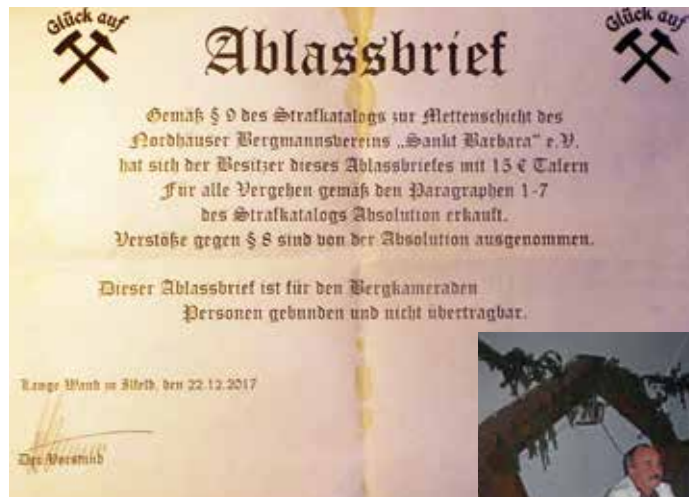 Glück auf
Glück auf
Ablassbrief
Gemäß § 9 des Strafkatalogs zur Mettenschicht des
Nordhäuser Bergmannsvereins „Sankt Barbara“ e.V.
hat sich der Besitzer dieses Ablassbriefes mit 15 € Talern
Für alle Vergehen gemäß den Paragraphen 1-7
des Strafkatalogs Absolution erkauft.
Verstöße gegen § 8 sind von der Absolution ausgenommen.
Dieser Ablassbrief ist für den Bergkameraden
Personen gebunden und nicht übertragbar.
Lange Wand in Ilfeld, den 22.12.2017
Der Vorstand